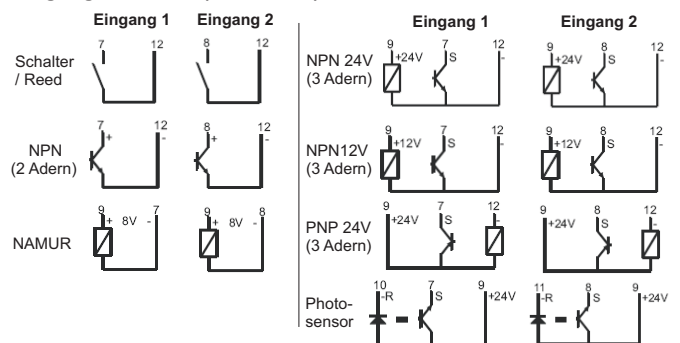 Eingang 1 Eingang 2
7 12 8 12
Schalter
/ Reed
7 12 8 12
+ - + -
NPN
(2 Adern)
9 7 9 8
+ 8V - + 8V -
NAMUR
Eingang 1 Eingang 2
9 7 12 9 8 12
NPN 24V +24V S - +24V S -
(3 Adern)
9 7 12 9 8 12
NPN12V +12V S - +12V S -
(3 Adern)
9 7 12 9 8 12
PNP 24V +24V S - +24V S -
(3 Adern)
10 7 9 11 8 9
-R S +24V -R S +24V
Photo-
sensor